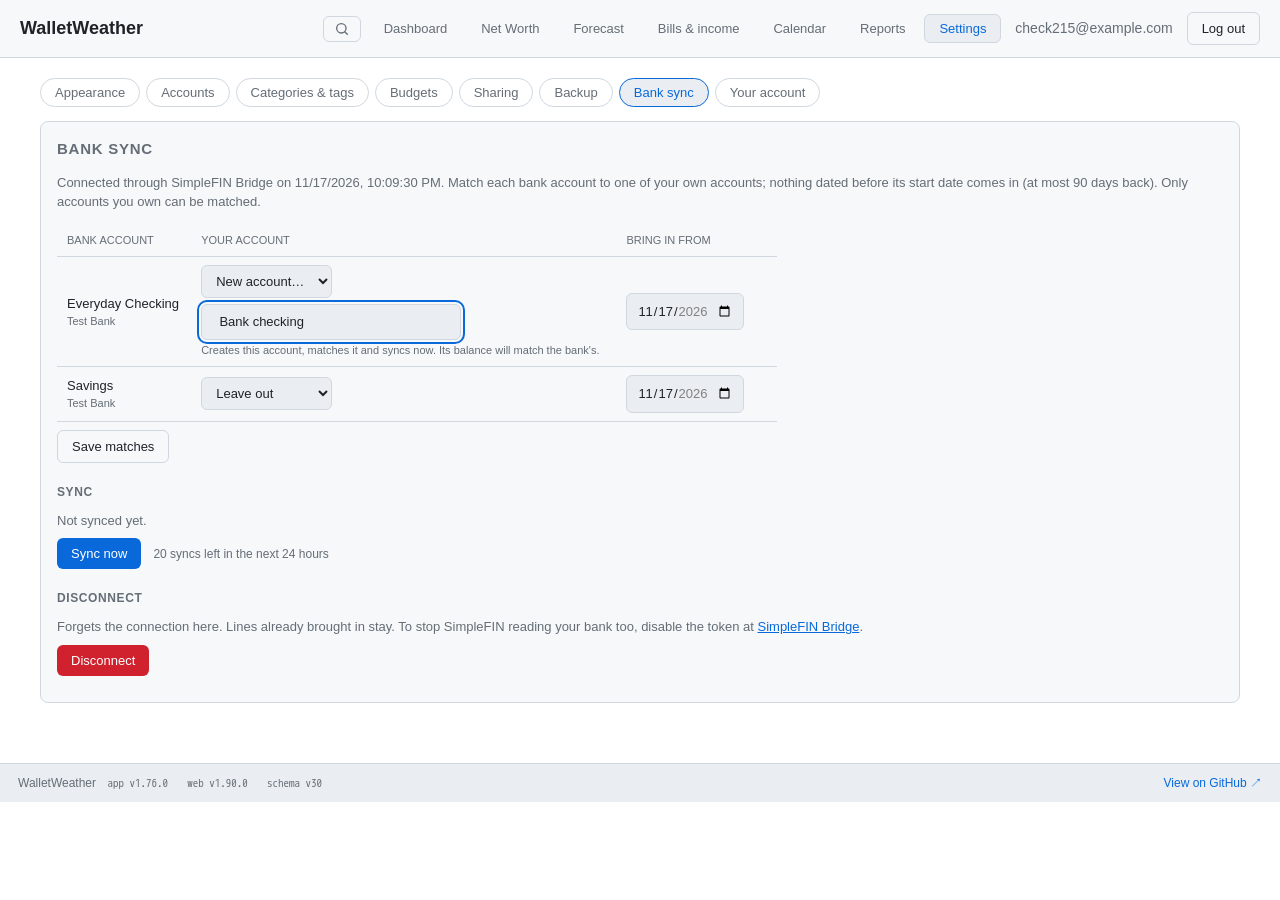 WalletWeather
Dashboard Net Worth Forecast Bills & income Calendar Reports Settings check215@example.com Log out
Appearance Accounts Categories & tags Budgets Sharing Backup Bank sync Your account
BANK SYNC
Connected through SimpleFIN Bridge on 11/17/2026, 10:09:30 PM. Match each bank account to one of your own accounts; nothing dated before its start date comes in (at most 90 days back). Only
accounts you own can be matched.
BANK ACCOUNT YOUR ACCOUNT BRING IN FROM
Everyday Checking
Test Bank
New account…
Bank checking
Creates this account, matches it and syncs now. Its balance will match the bank's.
11/17/2026
Savings
Test Bank
Leave out
11/17/2026
Save matches
SYNC
Not synced yet.
Sync now 20 syncs left in the next 24 hours
DISCONNECT
Forgets the connection here. Lines already brought in stay. To stop SimpleFIN reading your bank too, disable the token at SimpleFIN Bridge.
Disconnect
WalletWeather app v1.76.0 web v1.90.0 schema v30 View on GitHub ↗